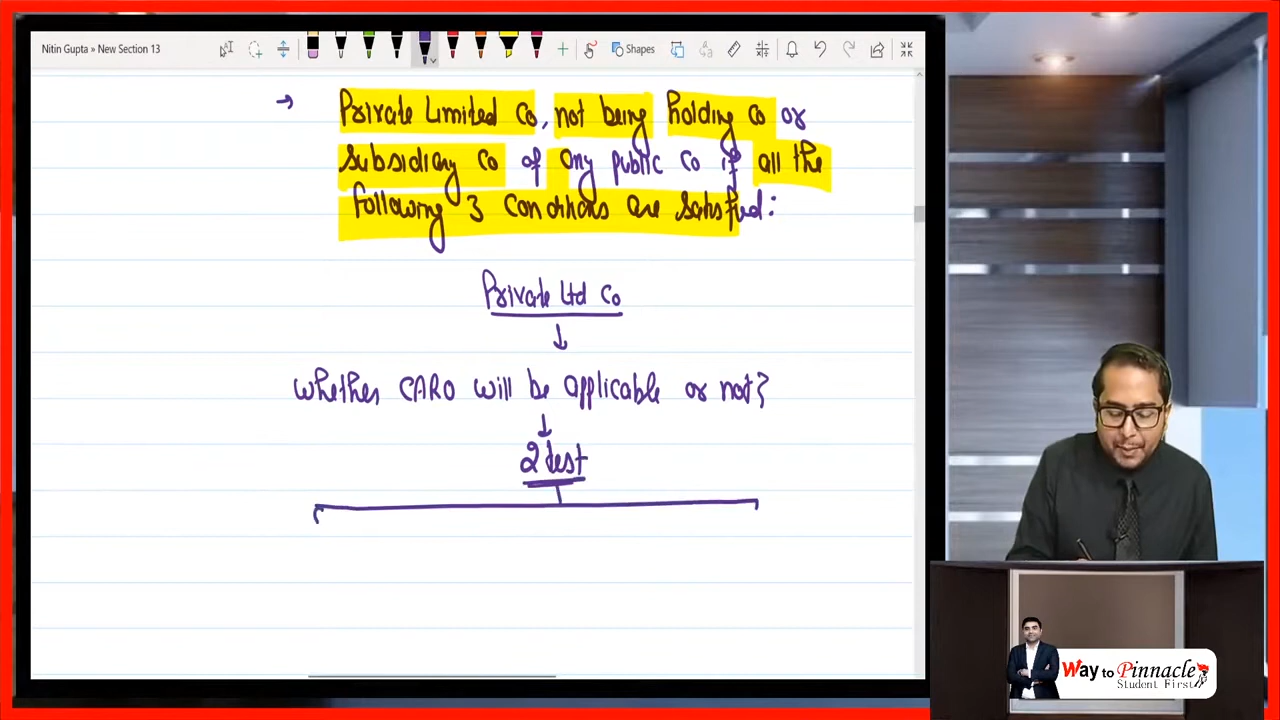 Nitin Gupta » New Section 13
Shapes
→ Private Limited Co, not being holding Co or
subsidiary Co of any public Co if all the
following 3 Conditions are satisfied:
Private Ltd Co
↓
Whether CARO will be applicable or not?
↓
2 test
Way to Pinnacle
Student First